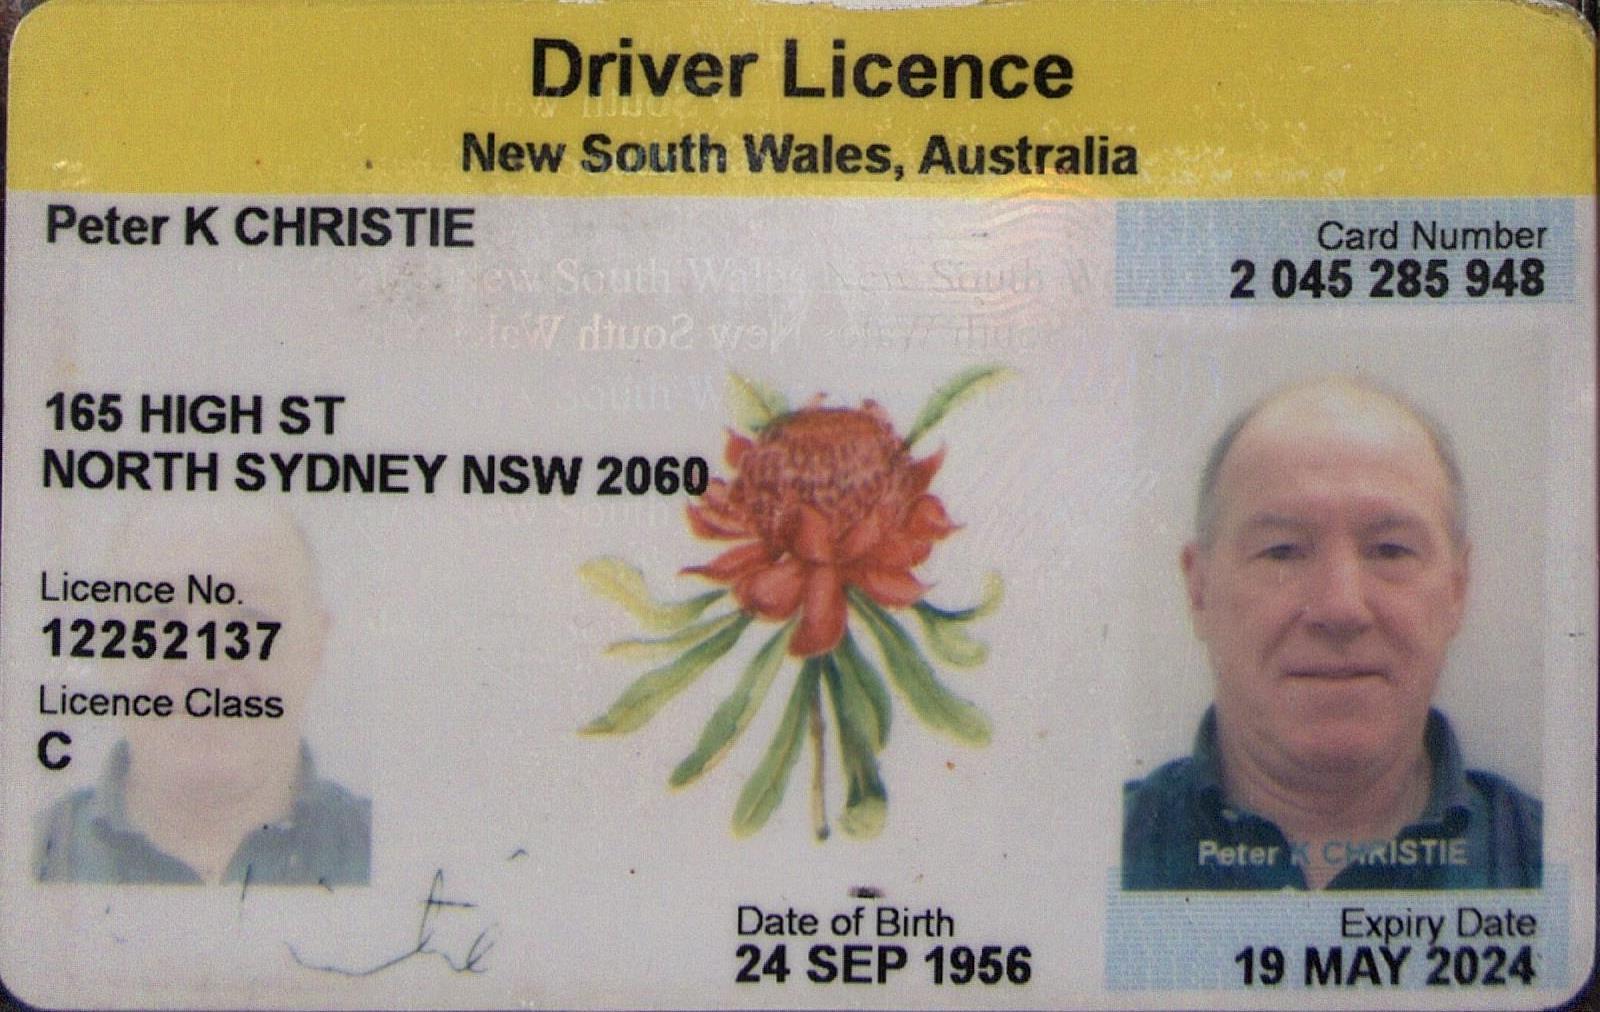 Driver Licence
New South Wales, Australia
Peter K CHRISTIE
Card Number
2 045 285 948
New South Wales New South Wales
165 HIGH ST
NORTH SYDNEY NSW 2060
Licence No.
12252137
Licence Class
C
Peter K CHRISTIE
Date of Birth
24 SEP 1956
Expiry Date
19 MAY 2024